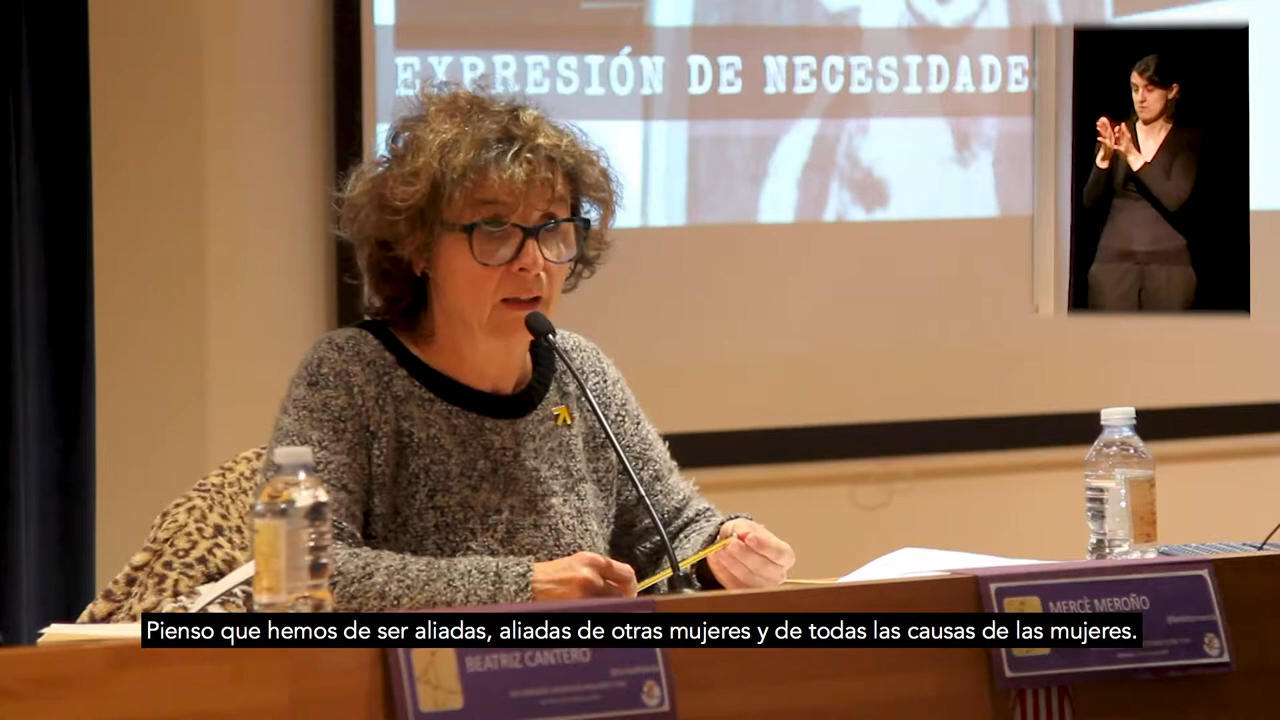 EXPRESIÓN DE NECESIDADE
Pienso que hemos de ser aliadas, aliadas de otras mujeres y de todas las causas de las mujeres.
MERCÈ MEROÑO
BEATRIZ CANTERO